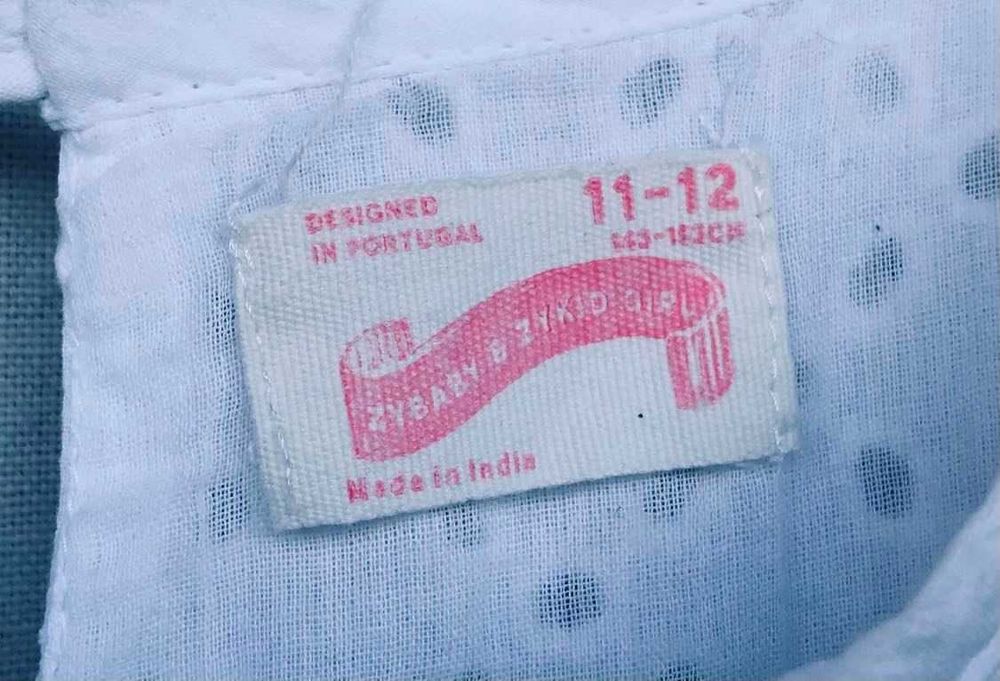 DESIGNED
IN PORTUGAL
11-12
ZYBABY & ZYKID GIRL
Made in India